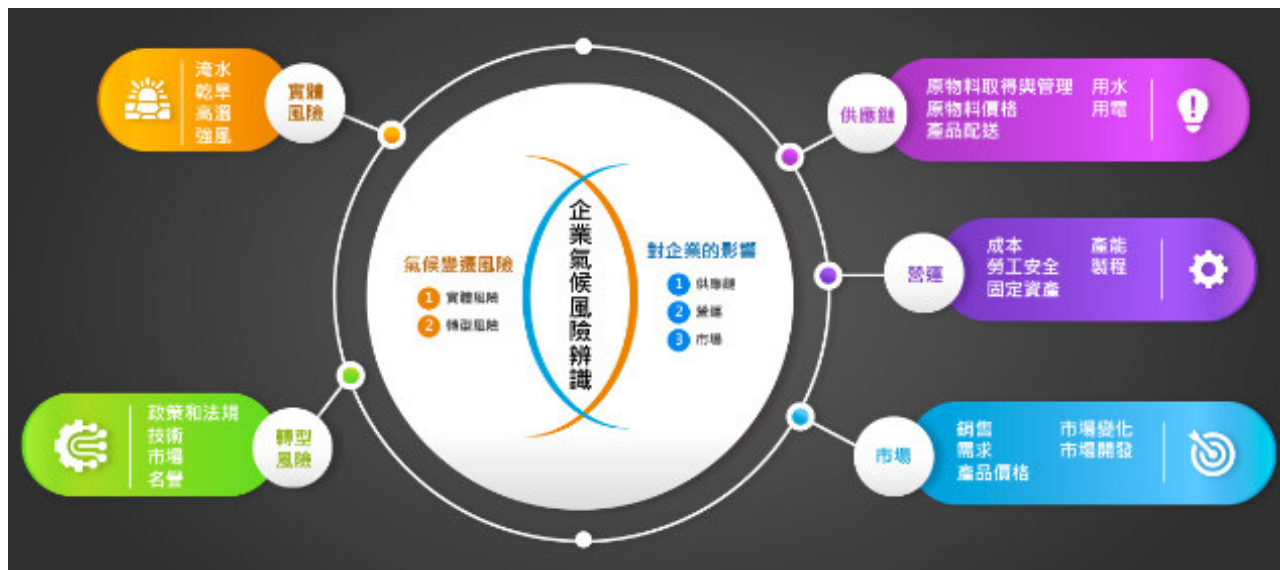 淹水
乾旱
高溫
強風
實體
風險
政策和法規
技術
市場
名譽
轉型
風險
氣候變遷風險
1 實體風險
2 轉型風險
企業氣候風險辨識
對企業的影響
1 供應鏈
2 營運
3 市場
供應鏈
原物料取得與管理 用水
原物料價格 用電
產品配送
營運
成本 產能
勞工安全 製程
固定資產
市場
銷售 市場變化
需求 市場開發
產品價格